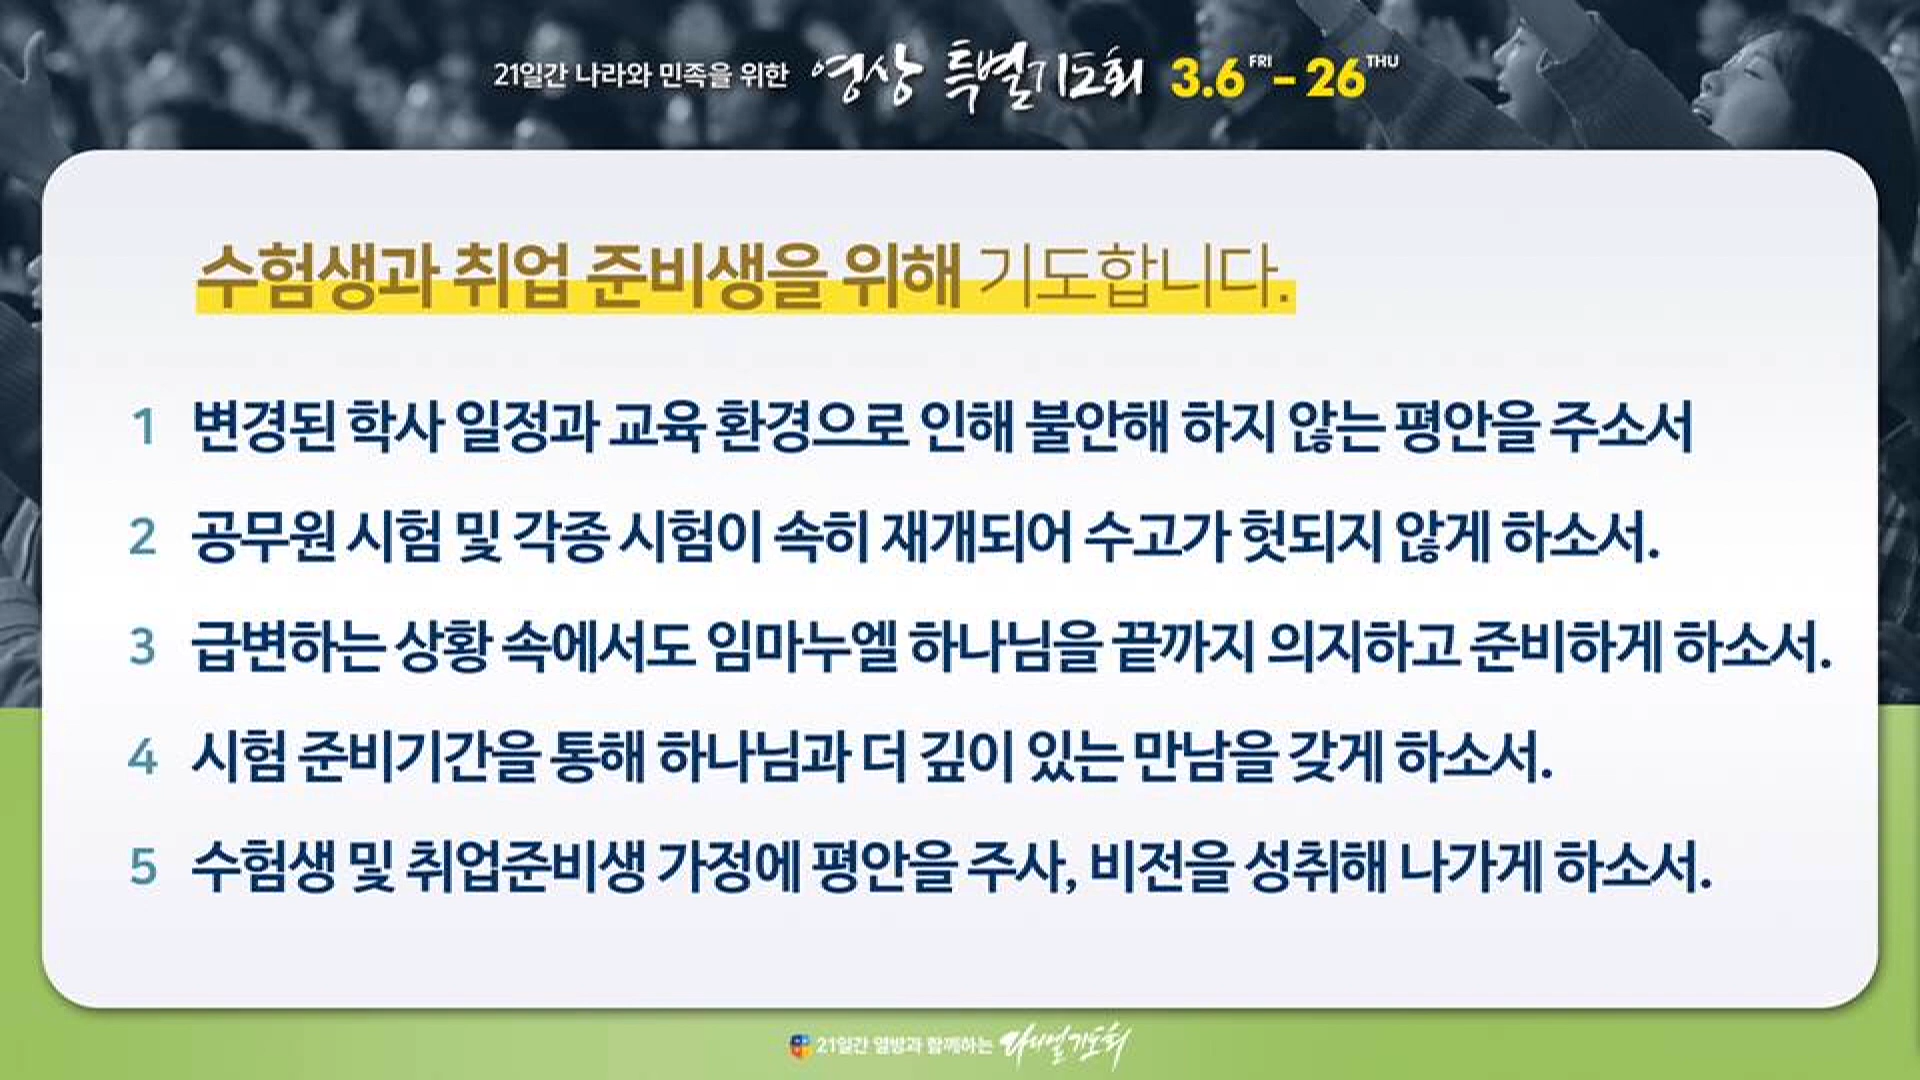 21일간 나라와 민족을 위한 영상 특별기도회 3.6 FRI - 26 THU
수험생과 취업 준비생을 위해 기도합니다.
1 변경된 학사 일정과 교육 환경으로 인해 불안해 하지 않는 평안을 주소서
2 공무원 시험 및 각종 시험이 속히 재개되어 수고가 헛되지 않게 하소서.
3 급변하는 상황 속에서도 임마누엘 하나님을 끝까지 의지하고 준비하게 하소서.
4 시험 준비기간을 통해 하나님과 더 깊이 있는 만남을 갖게 하소서.
5 수험생 및 취업준비생 가정에 평안을 주사, 비전을 성취해 나가게 하소서.
21일간 열방과 함께하는 다니엘기도회